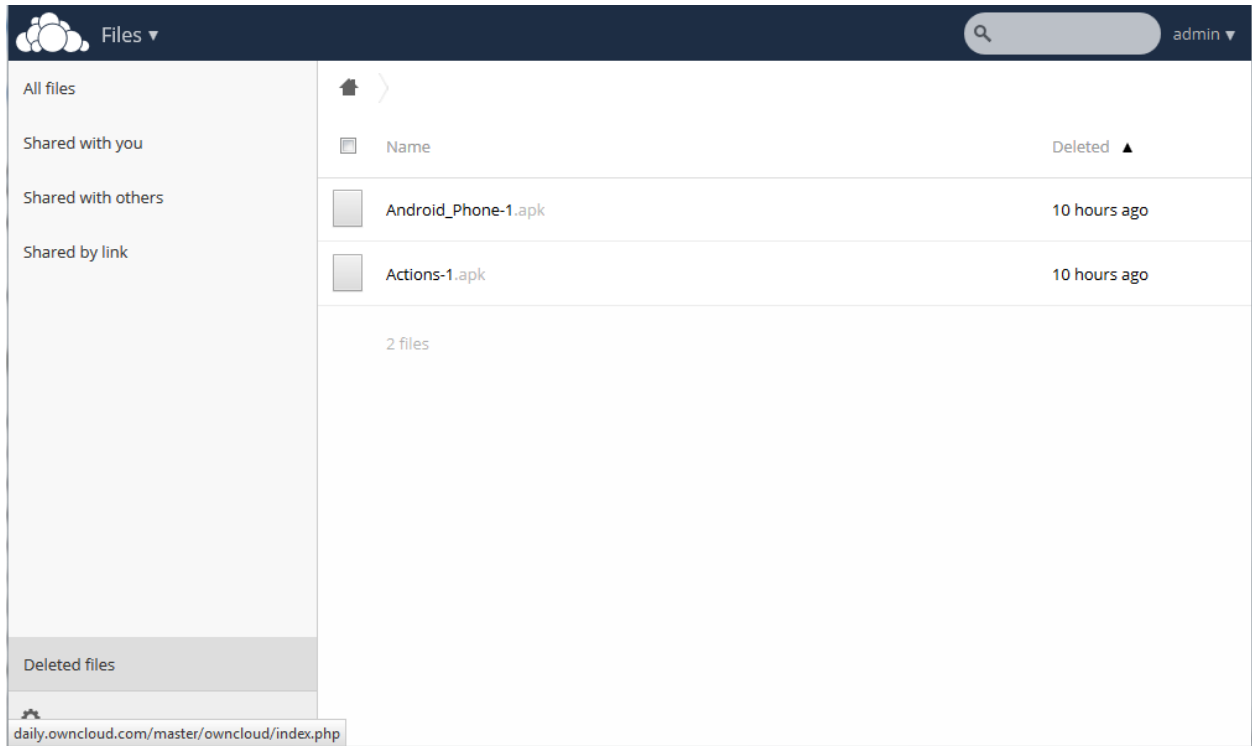 Files ▾
admin ▾
All files
Shared with you
Shared with others
Shared by link
Name
Deleted ▲
Android_Phone-1.apk
10 hours ago
Actions-1.apk
10 hours ago
2 files
Deleted files
daily.owncloud.com/master/owncloud/index.php